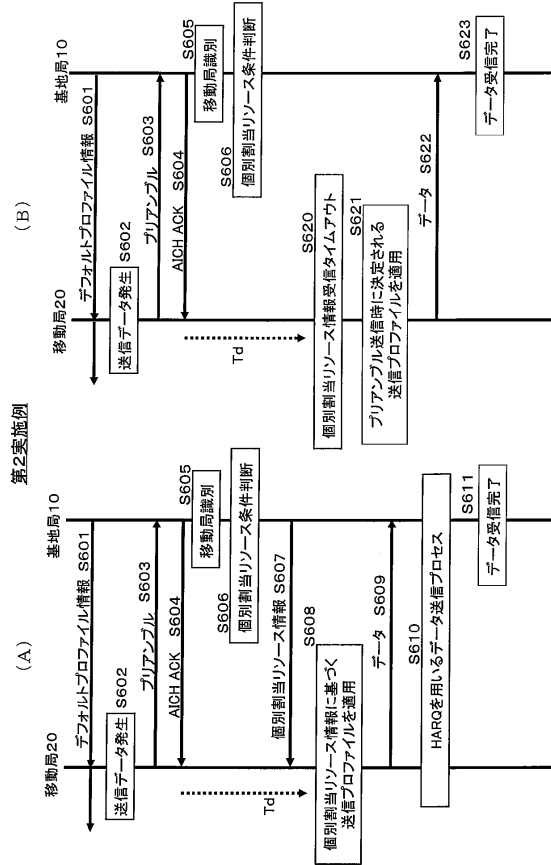 第2実施例
(A)
移動局20
基地局10
デフォルトプロファイル情報 S601
送信データ発生
S602
プリアンブル S603
AICH ACK S604
S605
移動局識別
S606
個別割当リソース条件判断
Td
個別割当リソース情報 S607
S608
個別割当リソース情報に基づく
送信プロファイルを適用
データ S609
S610
HARQを用いるデータ送信プロセス
S611
データ受信完了
(B)
移動局20
基地局10
デフォルトプロファイル情報 S601
送信データ発生
S602
プリアンブル S603
AICH ACK S604
S605
移動局識別
S606
個別割当リソース条件判断
Td
S620
個別割当リソース情報受信タイムアウト
S621
プリアンブル送信時に決定される
送信プロファイルを適用
データ S622
S623
データ受信完了